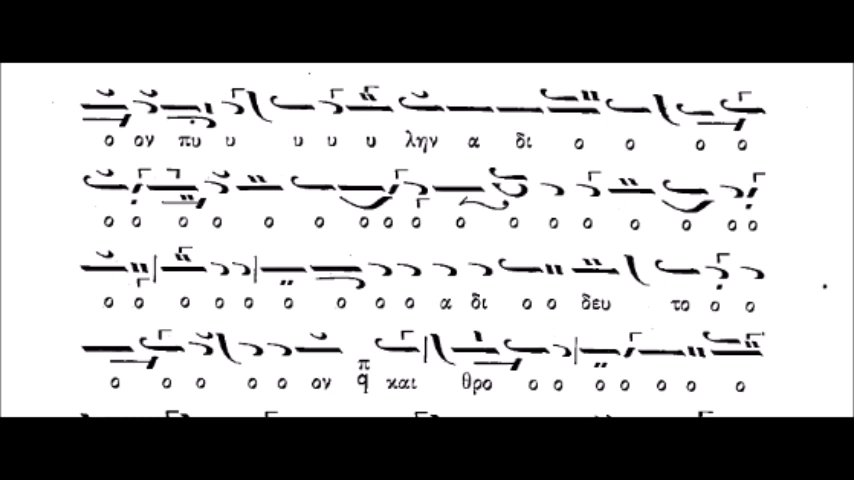 ο ον πυ υ υ υ υ λην α δι ο ο ο ο
ο ο ο ο ο ο ο ο ο ο ο ο ο ο ο ο ο
ο ο ο ο ο ο ο ο ο α δι ο ο δευ το ο ο
ο ο ο ο ο ον π q και θρο ο ο ο ο ο ο ο